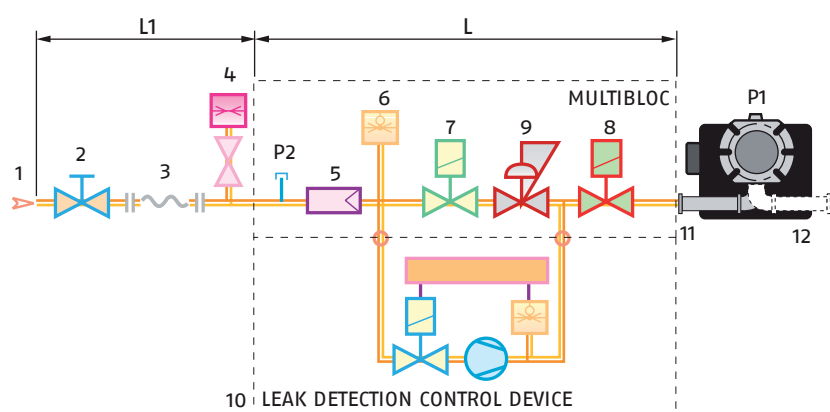 L1
L
4
6
MULTIBLOC
P1
7
9
8
2
3
P2
1
5
11
12
10 LEAK DETECTION CONTROL DEVICE